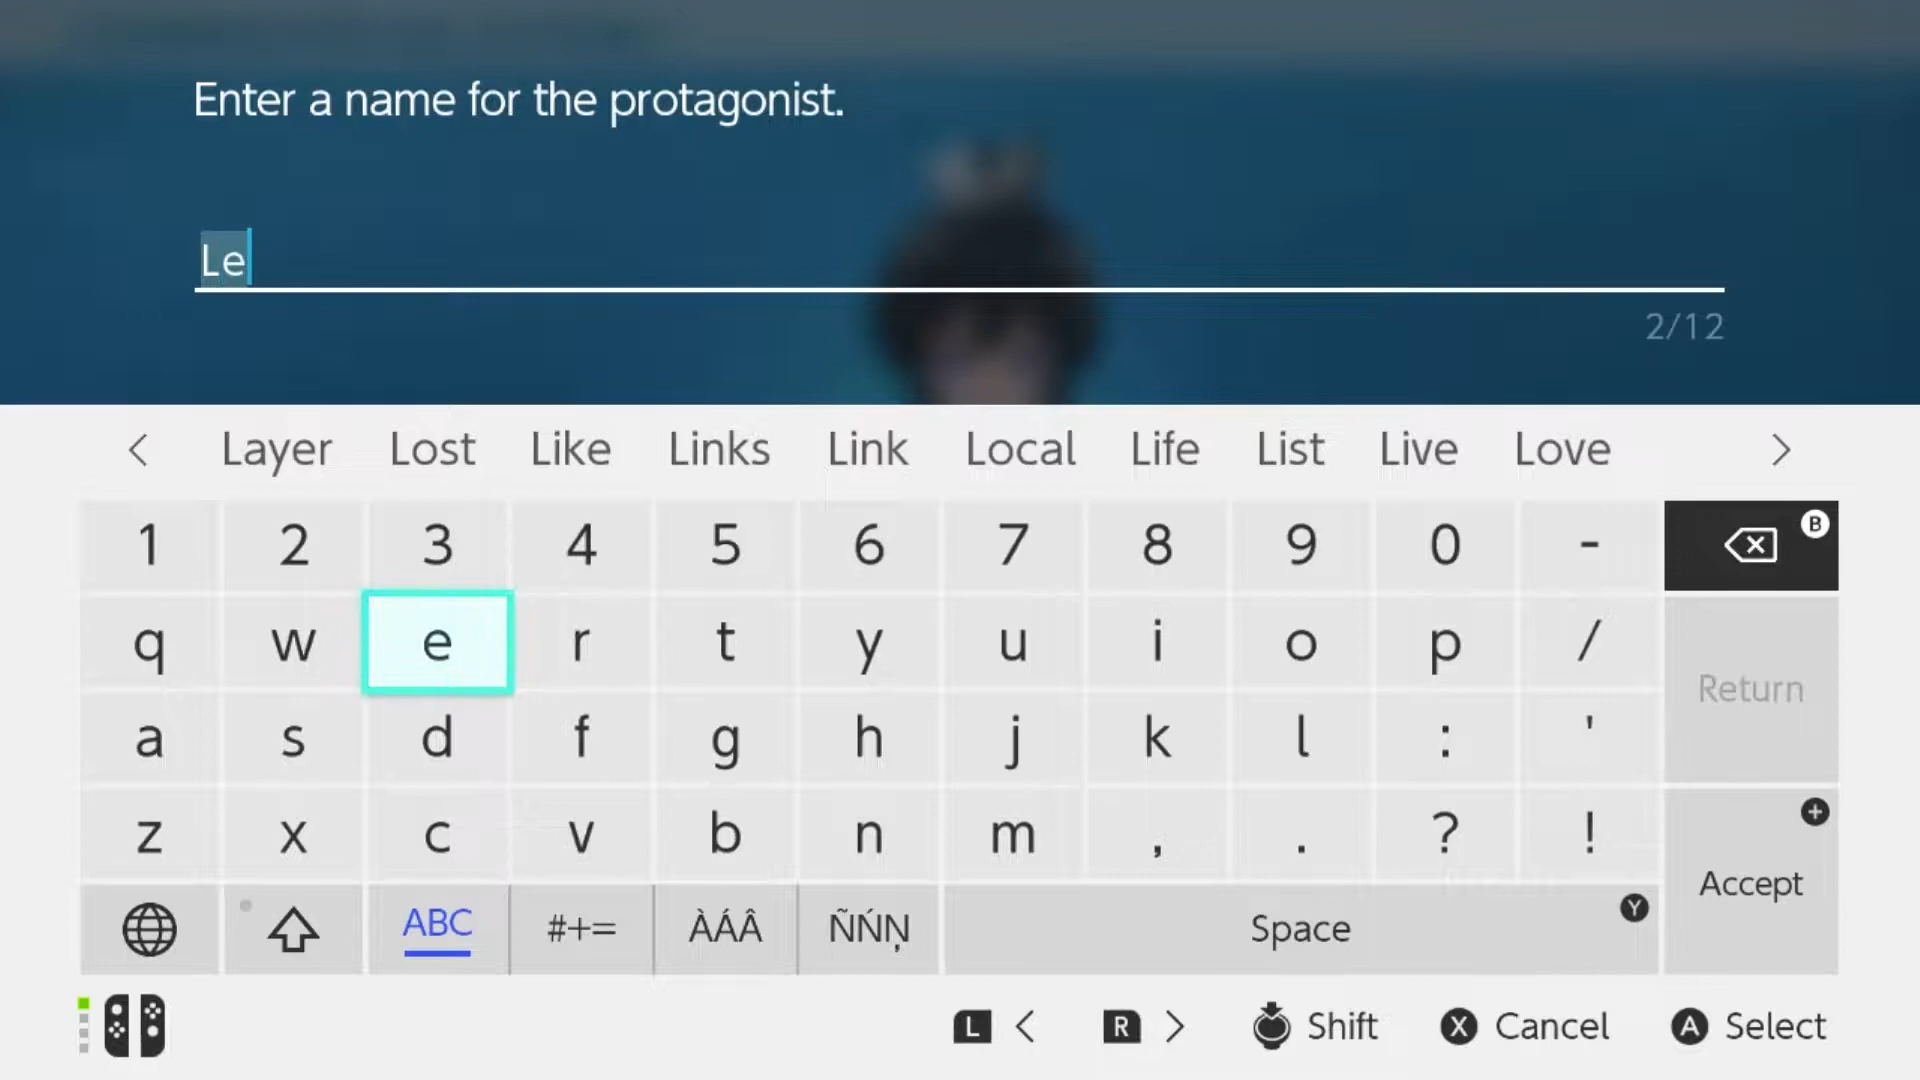 Enter a name for the protagonist.
Le
2/12
Layer Lost Like Links Link Local Life List Live Love
1 2 3 4 5 6 7 8 9 0 - B
q w e r t y u i o p /
Return
a s d f g h j k l : '
z x c v b n m , . ? ! +
Accept
ABC #+= ÀÁÂ ÑŃŅ Space Y
L < R > Shift X Cancel A Select